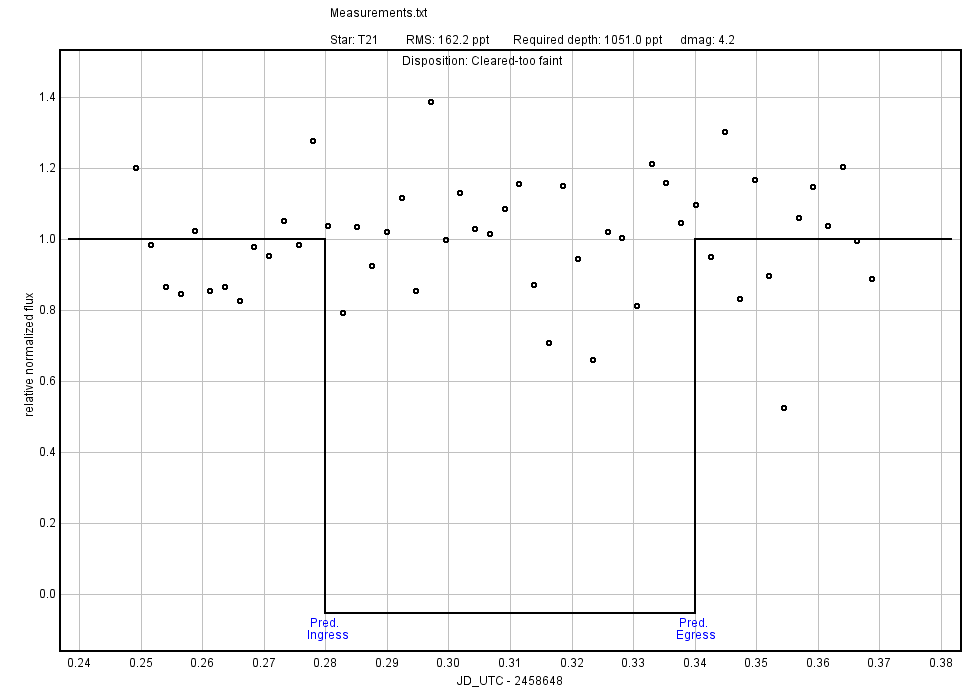 Measurements.txt
Star: T21 RMS: 162.2 ppt Required depth: 1051.0 ppt dmag: 4.2
Disposition: Cleared-too faint
relative normalized flux
1.4
1.2
1.0
0.8
0.6
0.4
0.2
0.0
Pred. Pred.
Ingress Egress
0.24 0.25 0.26 0.27 0.28 0.29 0.30 0.31 0.32 0.33 0.34 0.35 0.36 0.37 0.38
JD_UTC - 2458648